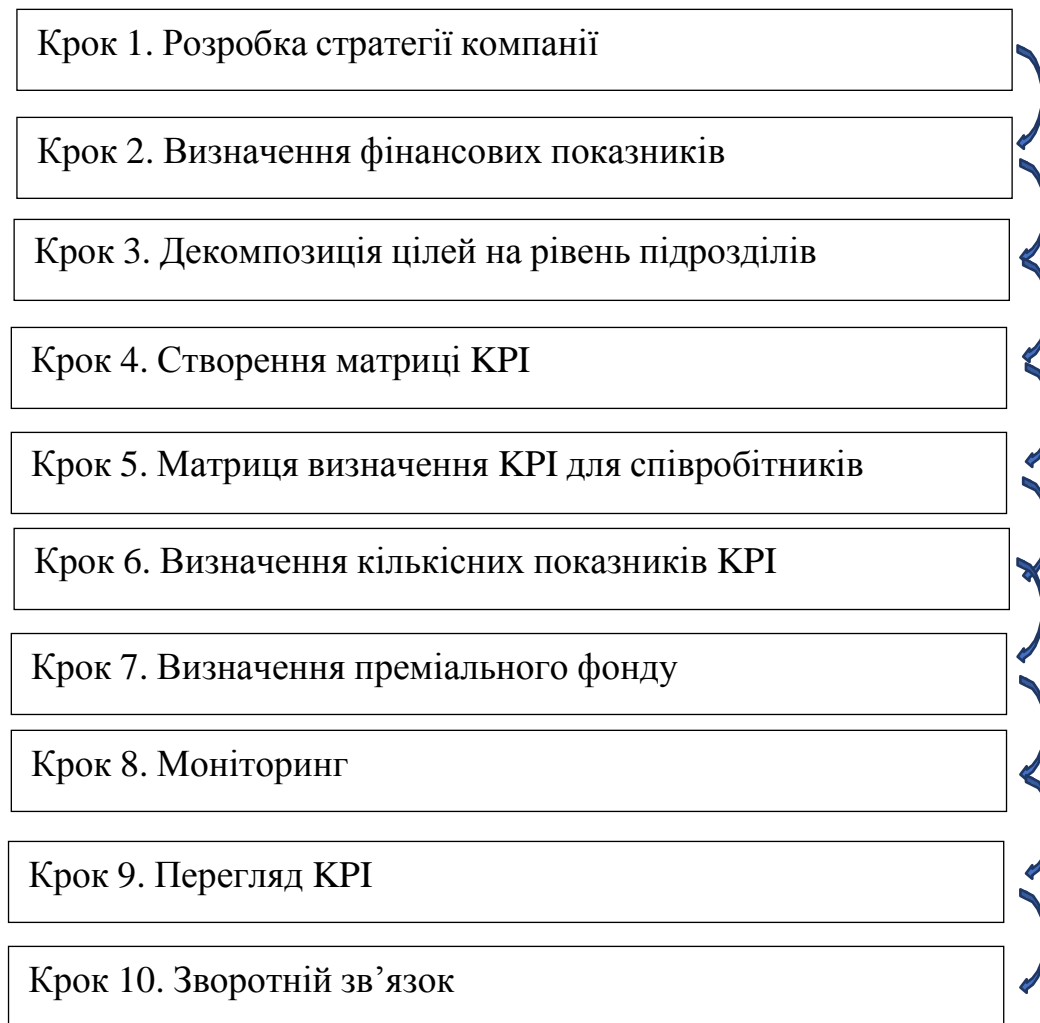 Крок 1. Розробка стратегії компанії
Крок 2. Визначення фінансових показників
Крок 3. Декомпозиція цілей на рівень підрозділів
Крок 4. Створення матриці KPI
Крок 5. Матриця визначення KPI для співробітників
Крок 6. Визначення кількісних показників KPI
Крок 7. Визначення преміального фонду
Крок 8. Моніторинг
Крок 9. Перегляд KPI
Крок 10. Зворотній зв’язок